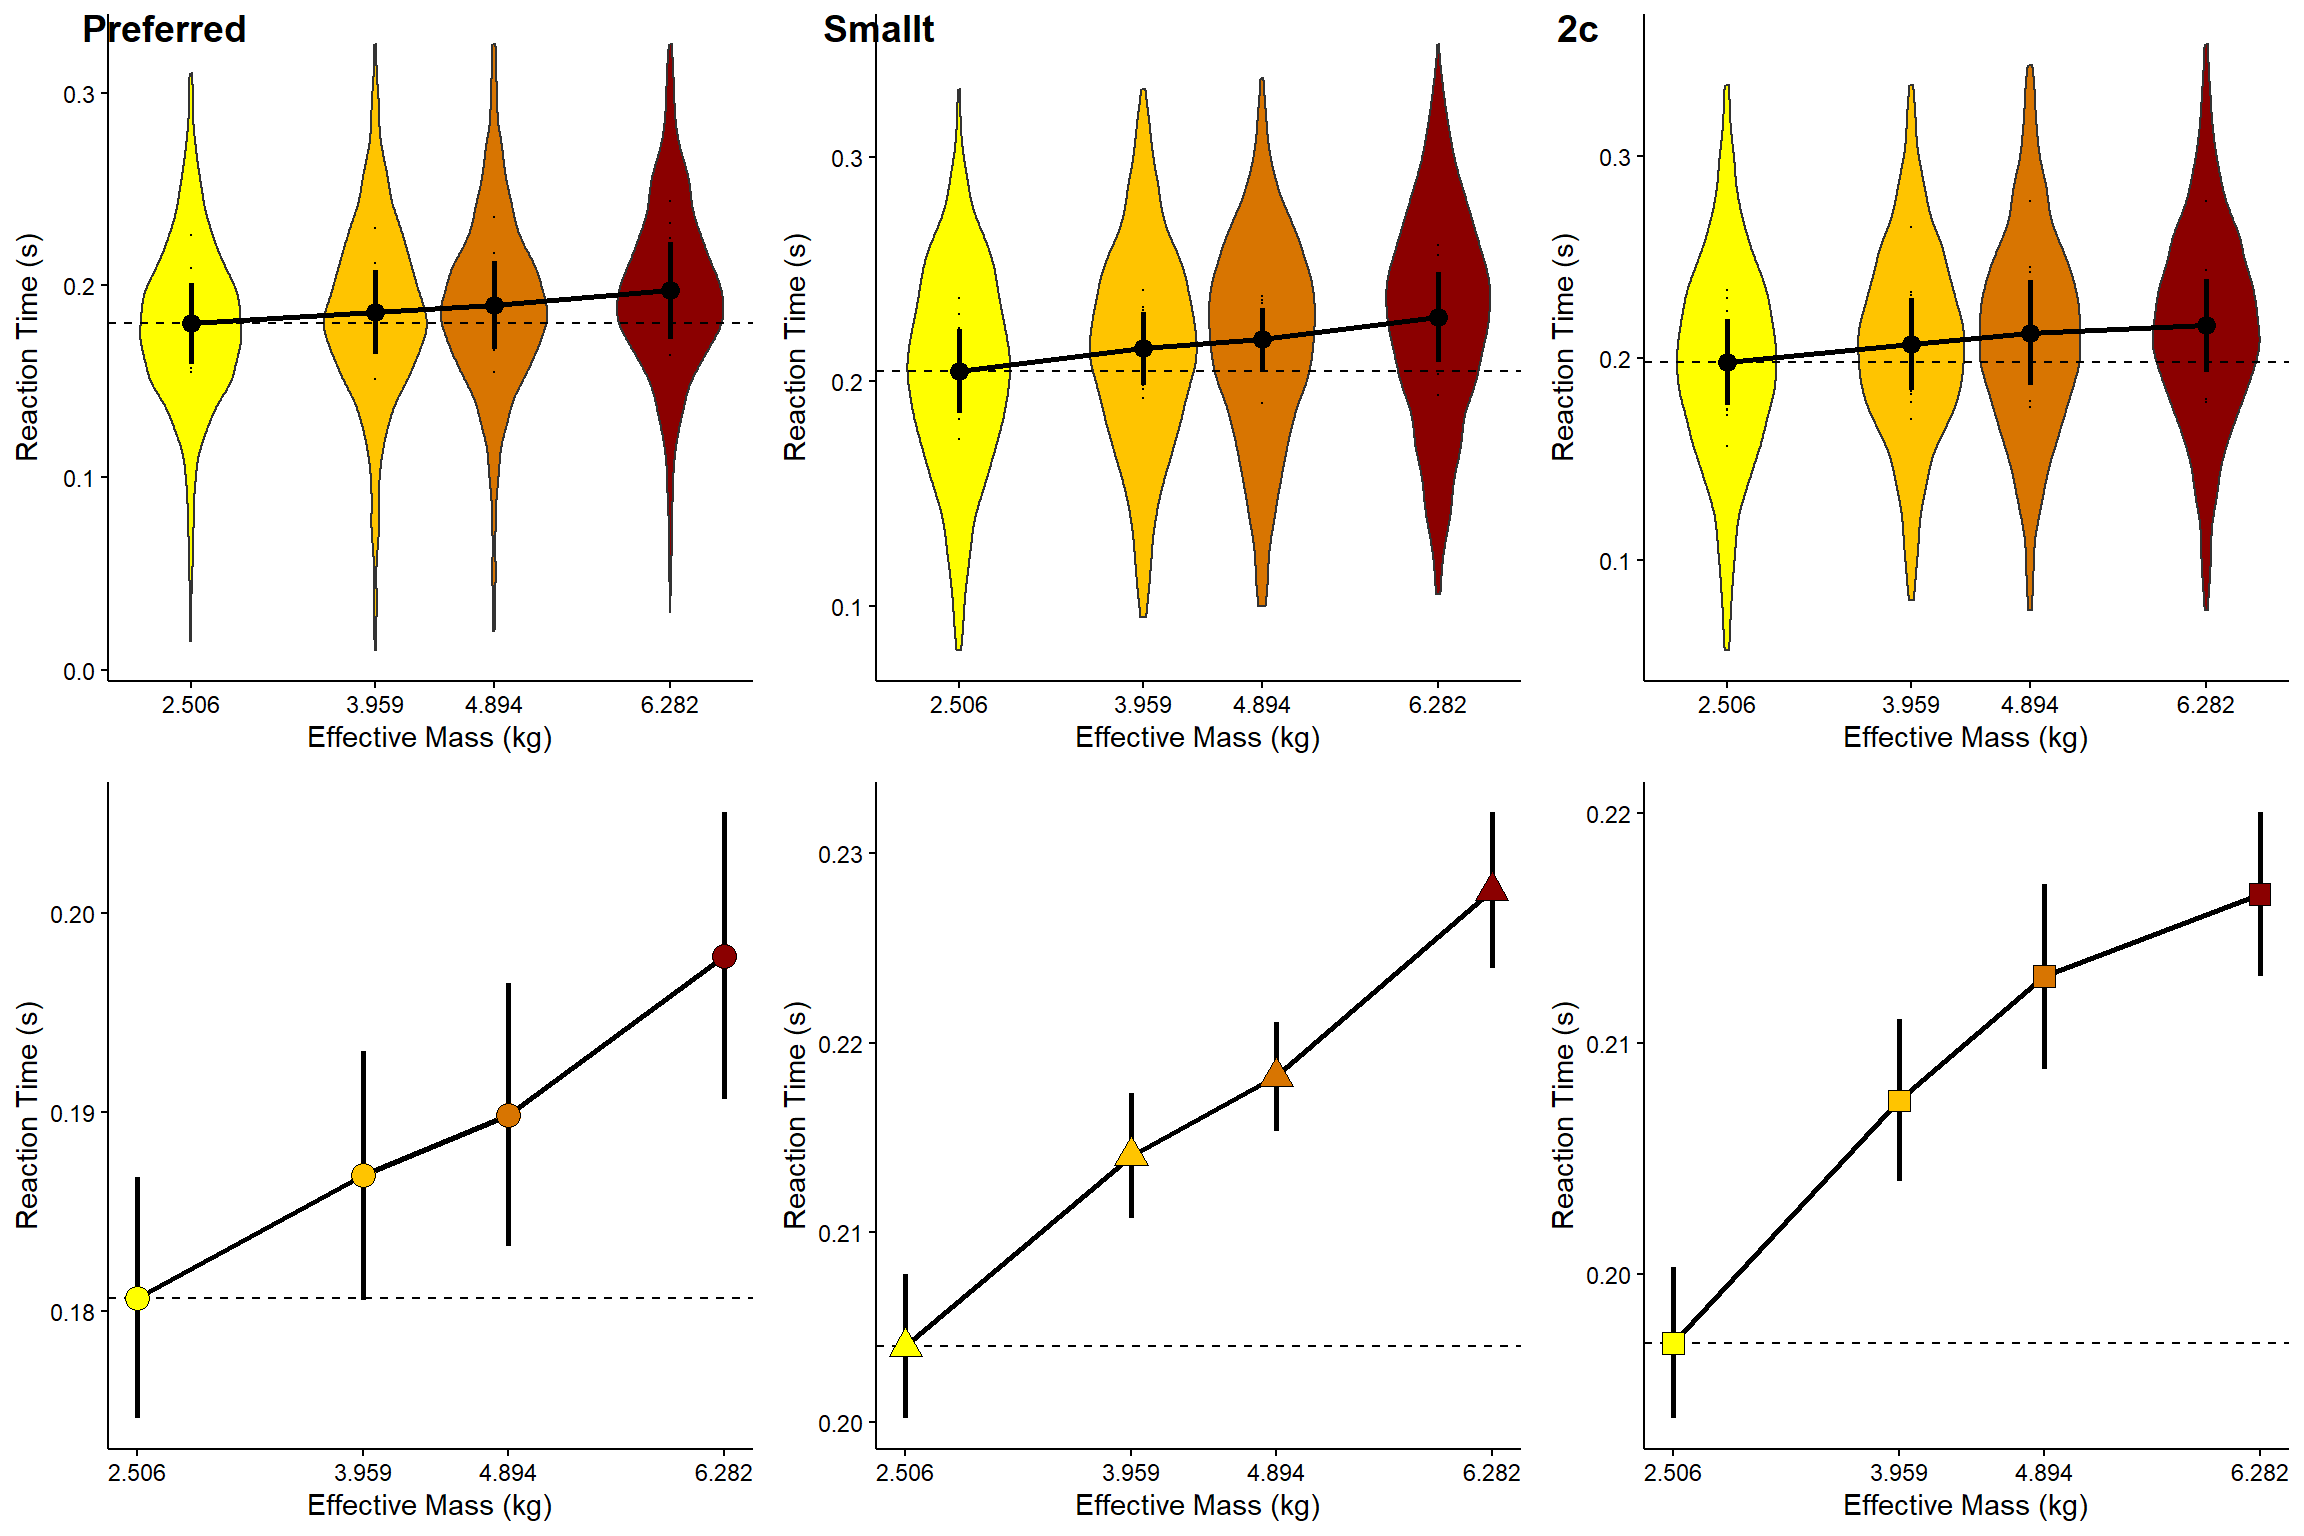 Preferred
Reaction Time (s)
0.3
0.2
0.1
0.0
2.506 3.959 4.894 6.282
Effective Mass (kg)
Smallt
Reaction Time (s)
0.3
0.2
0.1
2.506 3.959 4.894 6.282
Effective Mass (kg)
2c
Reaction Time (s)
0.3
0.2
0.1
2.506 3.959 4.894 6.282
Effective Mass (kg)
Reaction Time (s)
0.20
0.19
0.18
2.506 3.959 4.894 6.282
Effective Mass (kg)
Reaction Time (s)
0.23
0.22
0.21
0.20
2.506 3.959 4.894 6.282
Effective Mass (kg)
Reaction Time (s)
0.22
0.21
0.20
2.506 3.959 4.894 6.282
Effective Mass (kg)